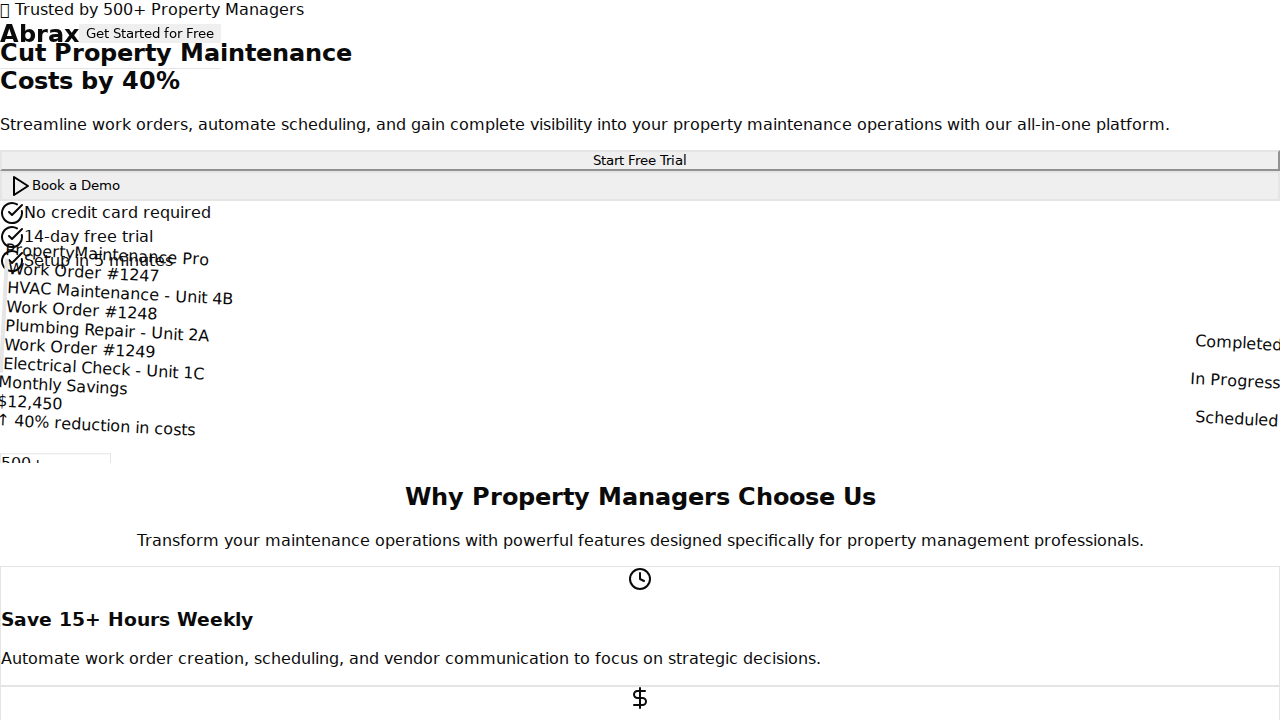 Trusted by 500+ Property Managers
Abrax
Get Started for Free
Cut Property Maintenance
Costs by 40%
Streamline work orders, automate scheduling, and gain complete visibility into your property maintenance operations with our all-in-one platform.
Start Free Trial
Book a Demo
No credit card required
14-day free trial
Setup in 5 minutes
PropertyMaintenance Pro
Work Order #1247
HVAC Maintenance - Unit 4B
Completed
Work Order #1248
Plumbing Repair - Unit 2A
In Progress
Work Order #1249
Electrical Check - Unit 1C
Scheduled
Monthly Savings
$12,450
↑ 40% reduction in costs
500+
Why Property Managers Choose Us
Transform your maintenance operations with powerful features designed specifically for property management professionals.
Save 15+ Hours Weekly
Automate work order creation, scheduling, and vendor communication to focus on strategic decisions.